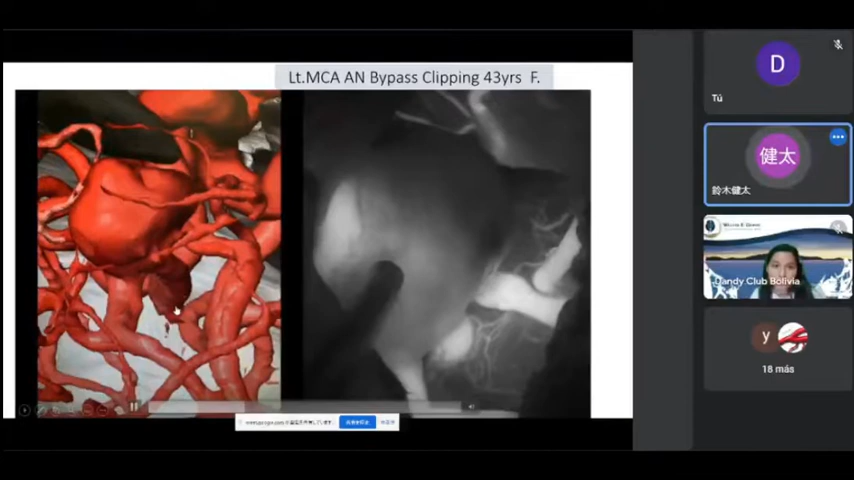 Lt.MCA AN Bypass Clipping 43yrs F.
D
Tú
健太
鈴木健太
Dandy Club Bolivia
y
18 más